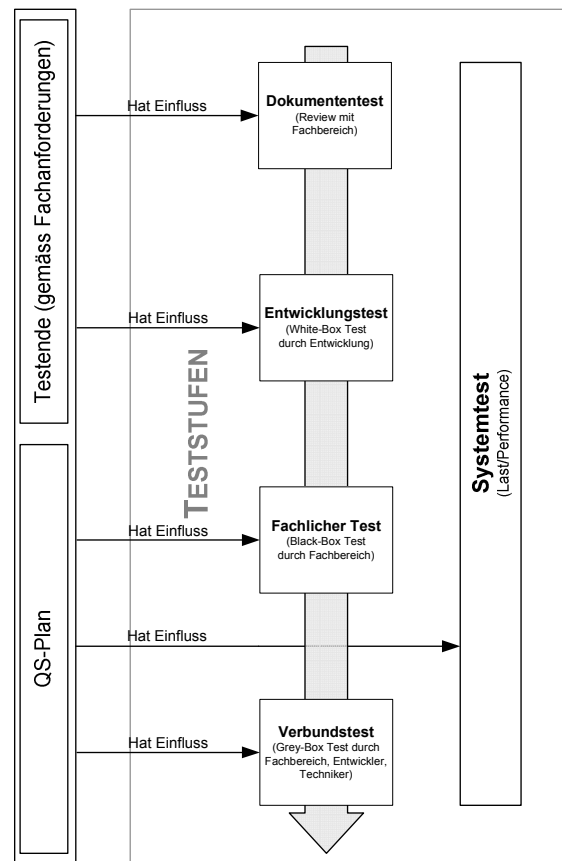 Testende (gemäss Fachanforderungen)
QS-Plan
TESTSTUFEN
Hat Einfluss
Dokumententest
(Review mit
Fachbereich)
Hat Einfluss
Entwicklungstest
(White-Box Test
durch Entwicklung)
Hat Einfluss
Fachlicher Test
(Black-Box Test
durch Fachbereich)
Hat Einfluss
Hat Einfluss
Verbundstest
(Grey-Box Test durch
Fachbereich, Entwickler,
Techniker)
Systemtest
(Last/Performance)